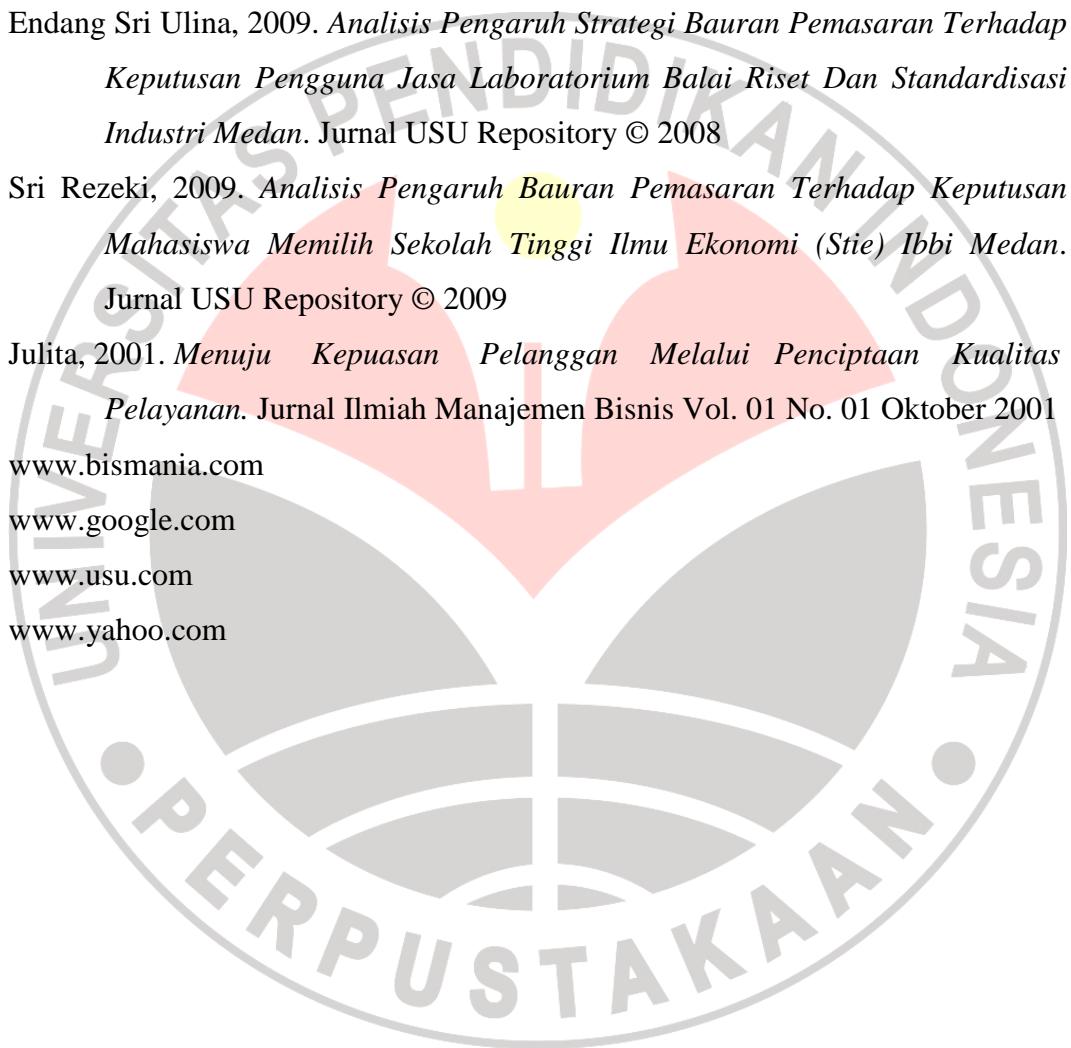 Endang Sri Ulina, 2009. Analisis Pengaruh Strategi Bauran Pemasaran Terhadap
Keputusan Pengguna Jasa Laboratorium Balai Riset Dan Standardisasi
Industri Medan. Jurnal USU Repository © 2008
Sri Rezeki, 2009. Analisis Pengaruh Bauran Pemasaran Terhadap Keputusan
Mahasiswa Memilih Sekolah Tinggi Ilmu Ekonomi (Stie) Ibbi Medan.
Jurnal USU Repository © 2009
Julita, 2001. Menuju Kepuasan Pelanggan Melalui Penciptaan Kualitas
Pelayanan. Jurnal Ilmiah Manajemen Bisnis Vol. 01 No. 01 Oktober 2001
www.bismania.com
www.google.com
www.usu.com
www.yahoo.com
UNIVERSITAS PENDIDIKAN INDONESIA
PERPUSTAKAAN